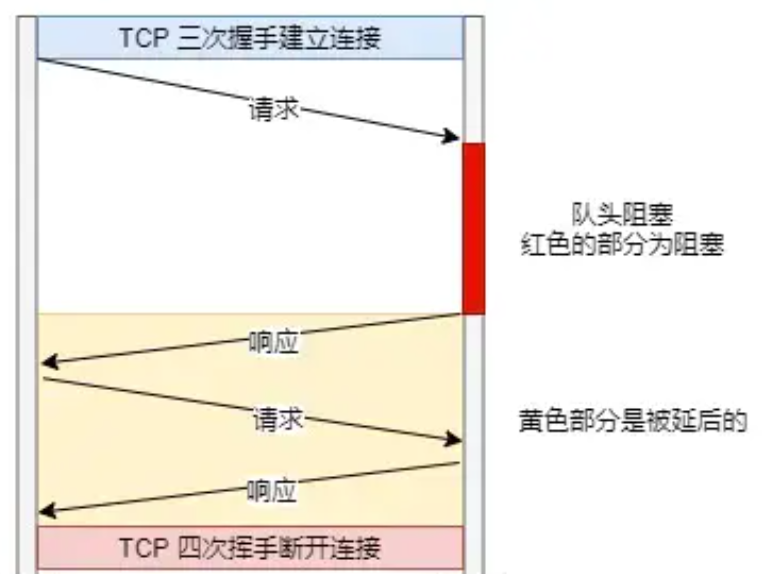 TCP 三次握手建立连接
请求
队头阻塞
红色的部分为阻塞
响应
请求
黄色部分是被延后的
响应
TCP 四次挥手断开连接